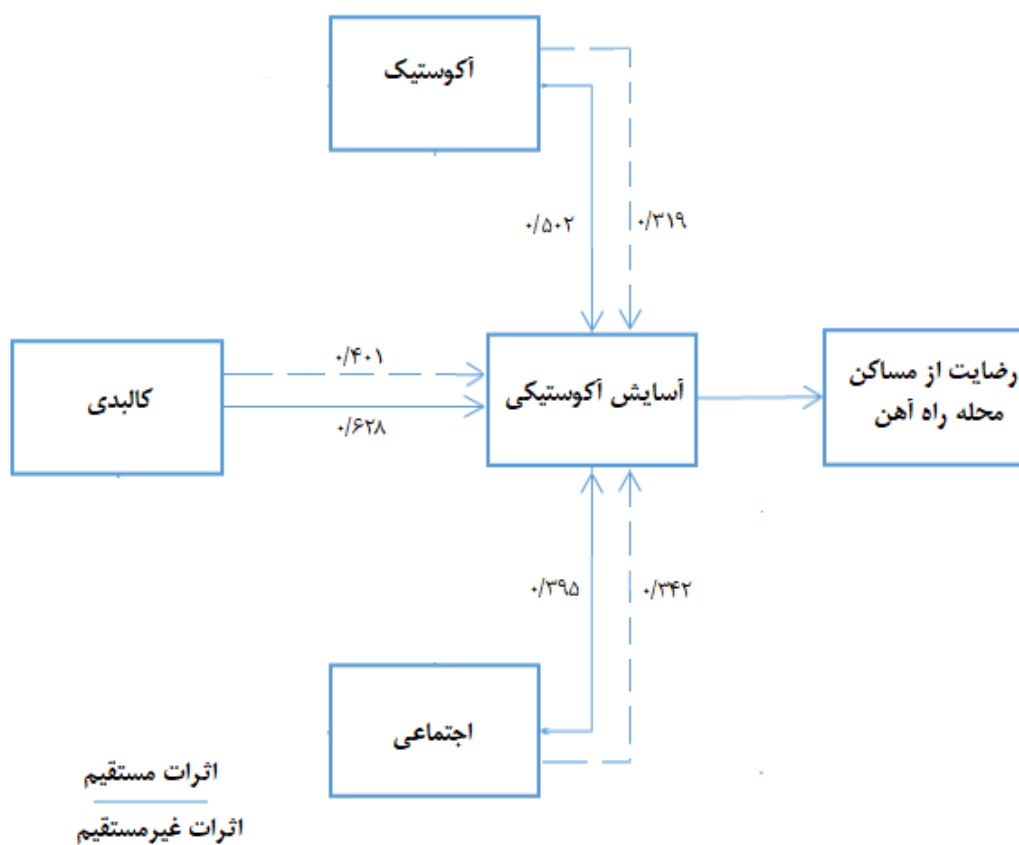 آکوستیک
۰/۵۰۲
۰/۳۱۹
کالبدی
۰/۴۰۱
۰/۶۲۸
آسایش آکوستیکی
رضایت از مساکن
محله راه آهن
۰/۳۹۵
۰/۳۴۲
اجتماعی
اثرات مستقیم
اثرات غیرمستقیم